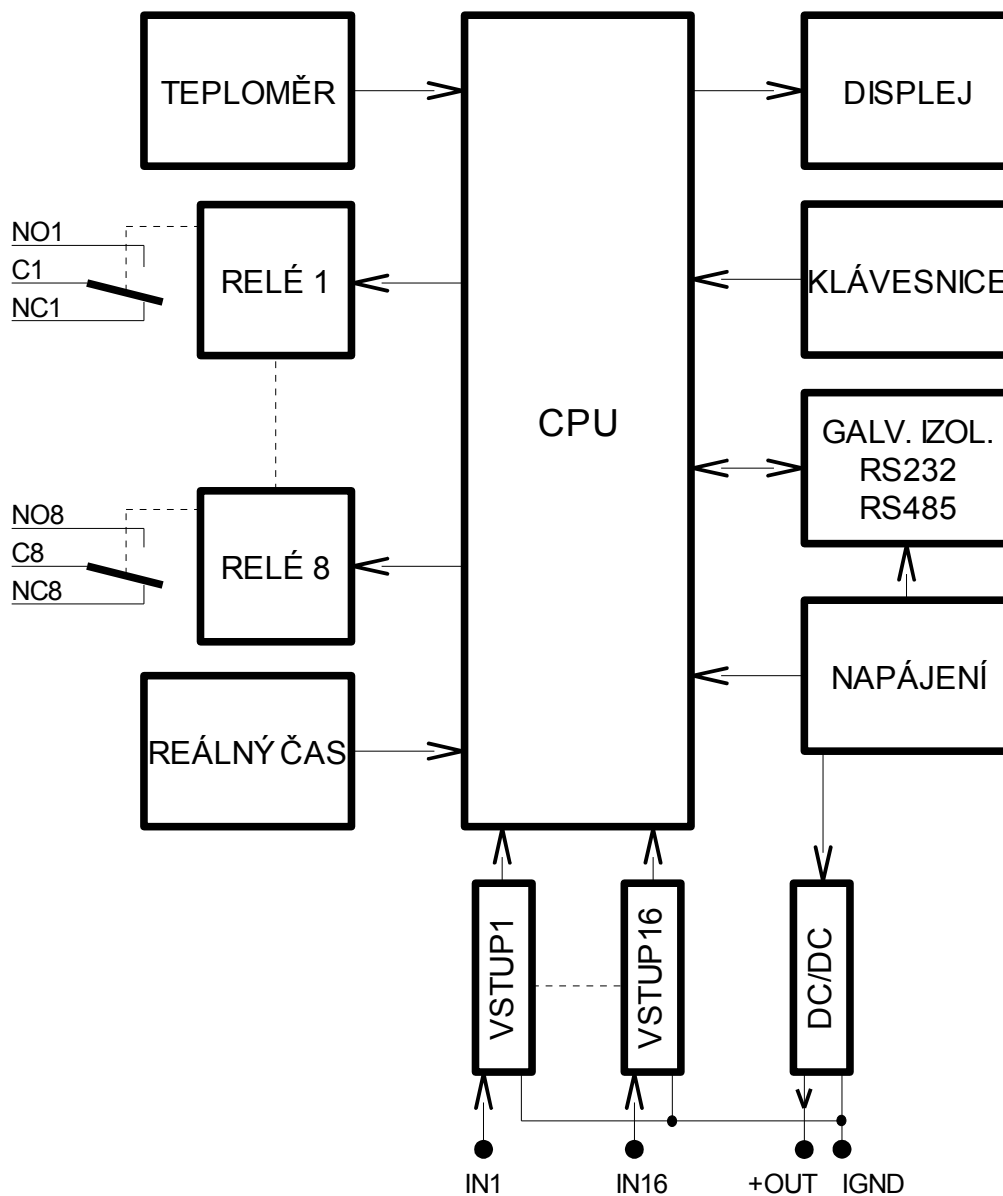 TEPLOMĚR
DISPLEJ
NO1
C1
NC1
RELÉ 1
KLÁVESNICE
CPU
GALV. IZOL.
RS232
RS485
NO8
C8
NC8
RELÉ 8
NAPÁJENÍ
REÁLNÝ ČAS
VSTUP1
VSTUP16
DC/DC
IN1
IN16
+OUT
IGND